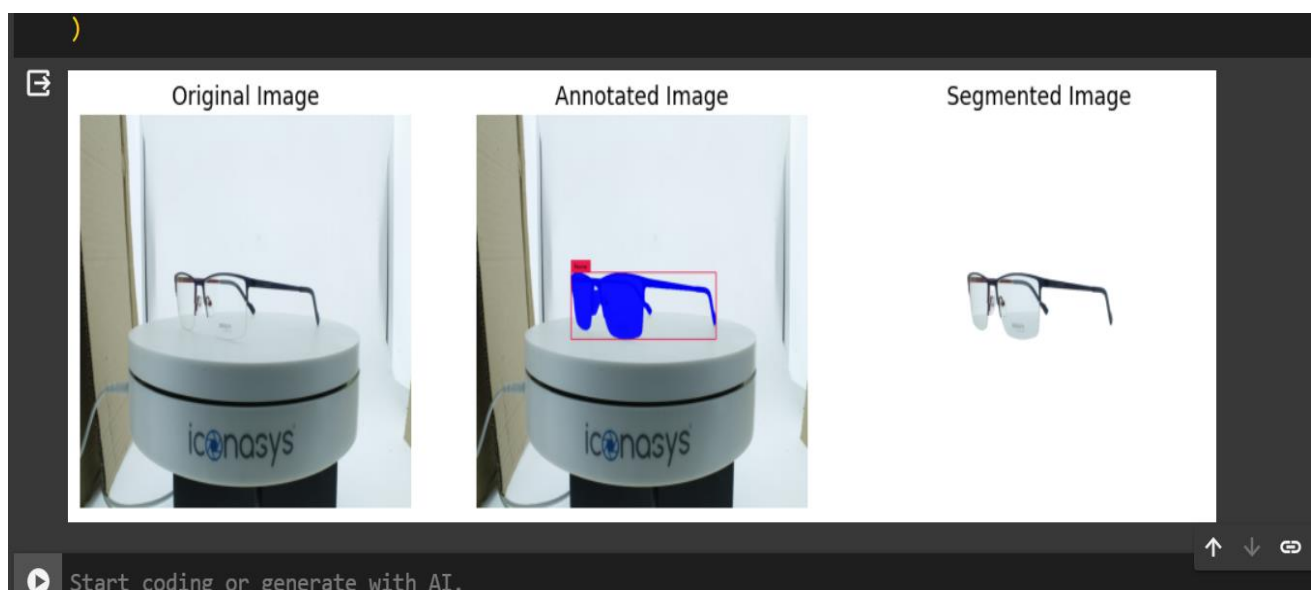 )
Original Image
Annotated Image
Segmented Image
iconasys
iconasys
Start coding or generate with AI.